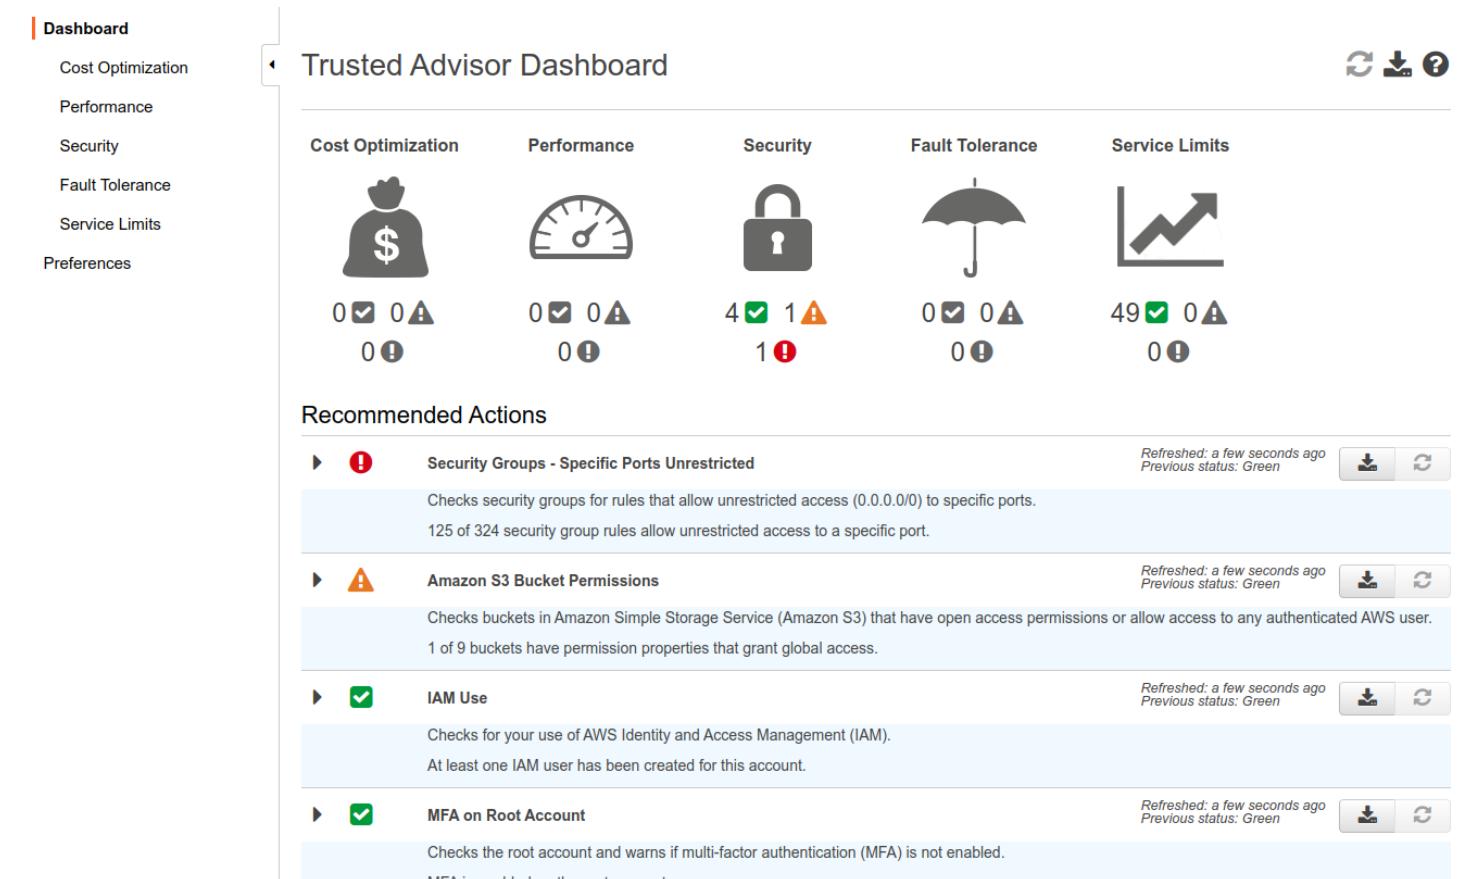 Dashboard
Cost Optimization
Performance
Security
Fault Tolerance
Service Limits
Preferences
Trusted Advisor Dashboard
Cost Optimization
Performance
Security
Fault Tolerance
Service Limits
$
0 0
0 0
4 1
0 0
49 0
0
0
1
0
0
Recommended Actions
Security Groups - Specific Ports Unrestricted
Refreshed: a few seconds ago
Previous status: Green
Checks security groups for rules that allow unrestricted access (0.0.0.0/0) to specific ports.
125 of 324 security group rules allow unrestricted access to a specific port.
Amazon S3 Bucket Permissions
Refreshed: a few seconds ago
Previous status: Green
Checks buckets in Amazon Simple Storage Service (Amazon S3) that have open access permissions or allow access to any authenticated AWS user.
1 of 9 buckets have permission properties that grant global access.
IAM Use
Refreshed: a few seconds ago
Previous status: Green
Checks for your use of AWS Identity and Access Management (IAM).
At least one IAM user has been created for this account.
MFA on Root Account
Refreshed: a few seconds ago
Previous status: Green
Checks the root account and warns if multi-factor authentication (MFA) is not enabled.